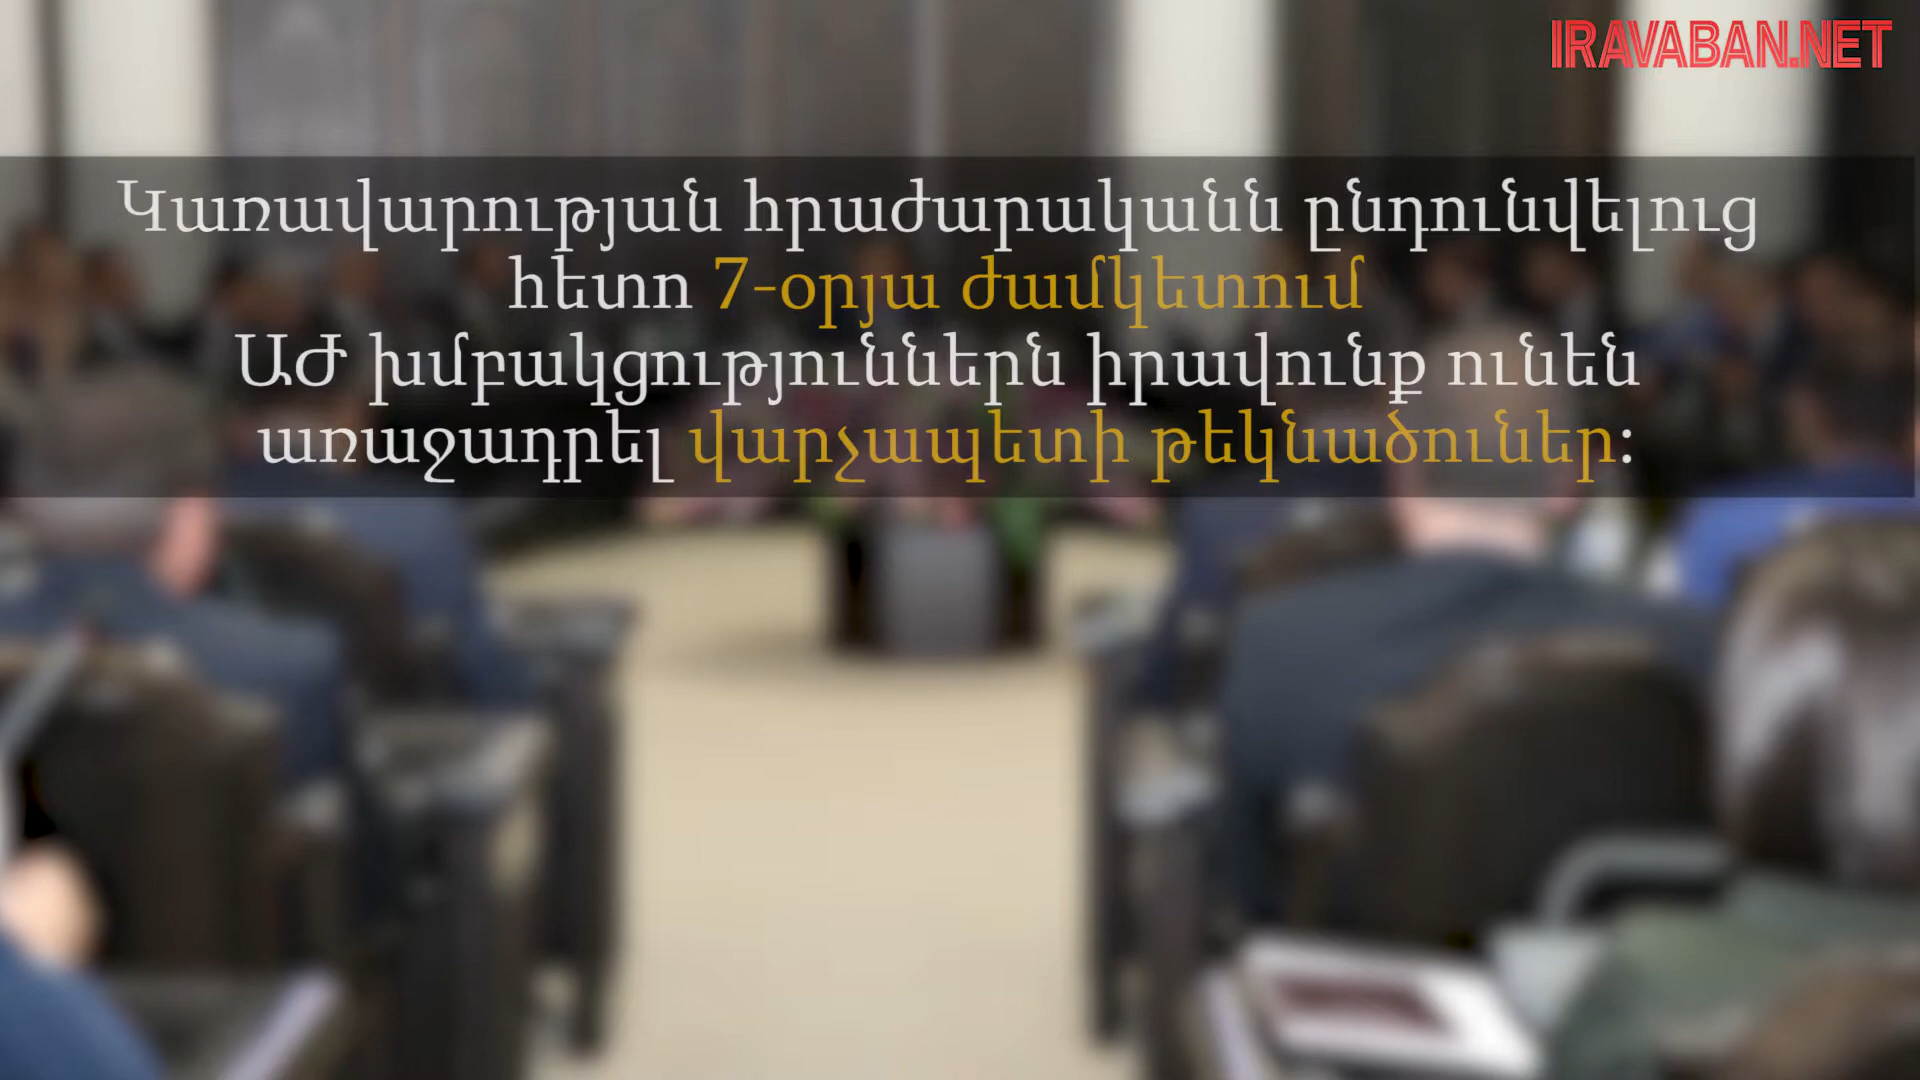 IRAVABAN.NET
Կառավարության հրաժարականն ընդունվելուց
հետո 7-օրյա ժամկետում
ԱԺ խմբակցություններն իրավունք ունեն
առաջադրել վարչապետի թեկնածուներ: